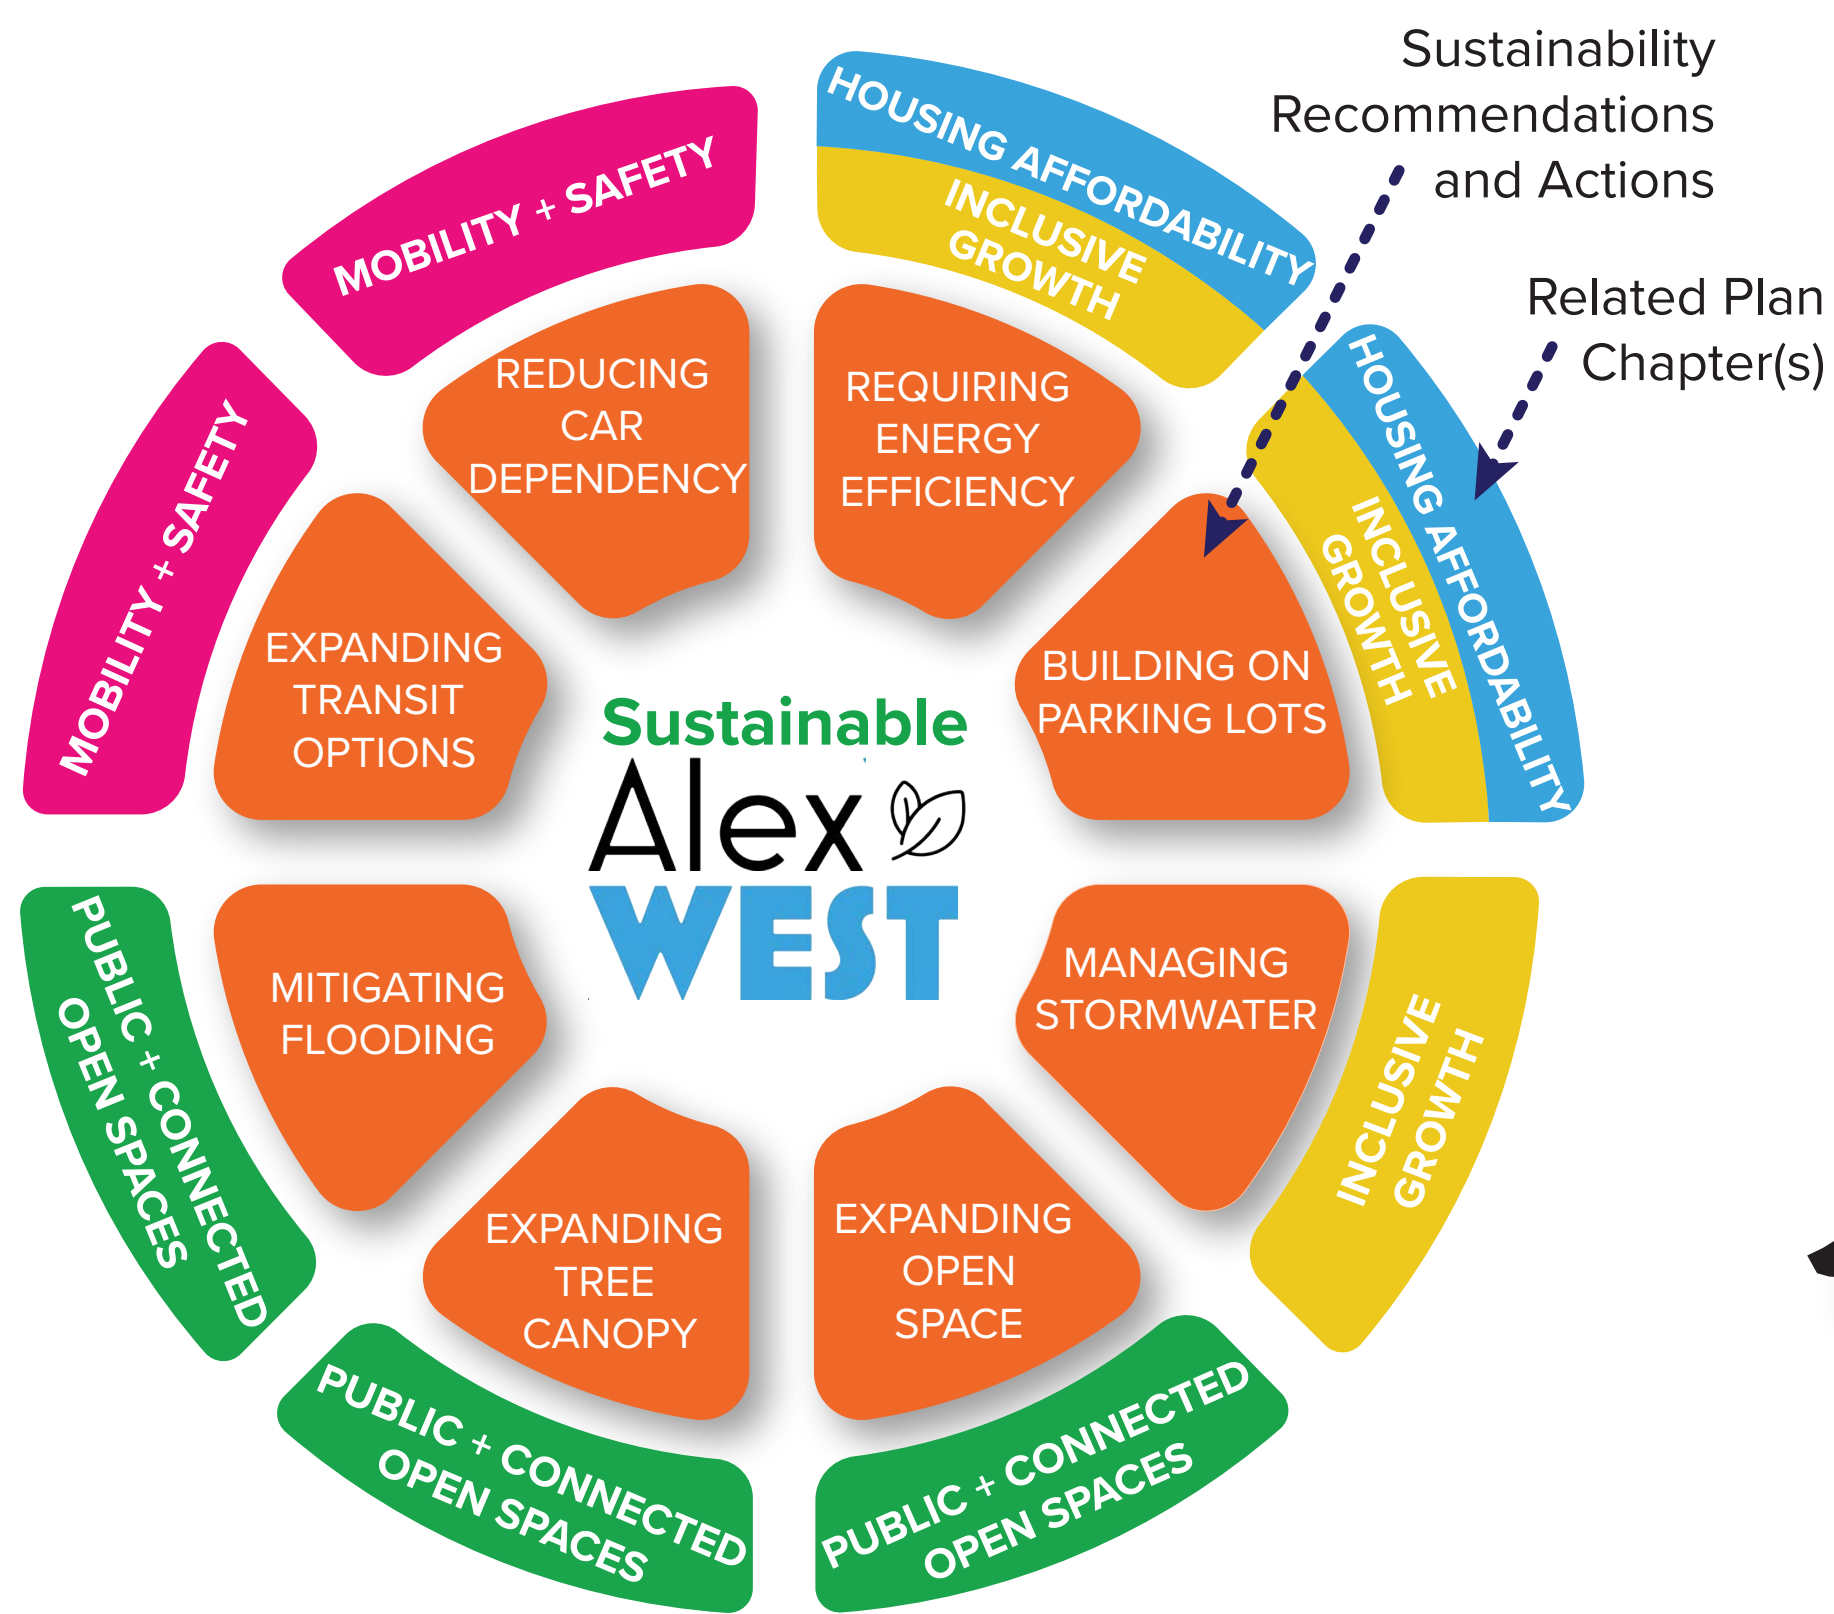 Sustainability
Recommendations
and Actions
Related Plan
Chapter(s)
HOUSING AFFORDABILITY
INCLUSIVE
GROWTH
REQUIRING
ENERGY
EFFICIENCY
HOUSING AFFORDABILITY
INCLUSIVE
GROWTH
BUILDING ON
PARKING LOTS
INCLUSIVE
GROWTH
MANAGING
STORMWATER
PUBLIC + CONNECTED
OPEN SPACES
EXPANDING
OPEN
SPACE
PUBLIC + CONNECTED
OPEN SPACES
EXPANDING
TREE
CANOPY
PUBLIC + CONNECTED
OPEN SPACES
MITIGATING
FLOODING
MOBILITY + SAFETY
EXPANDING
TRANSIT
OPTIONS
MOBILITY + SAFETY
REDUCING
CAR
DEPENDENCY
Sustainable
Alex
WEST